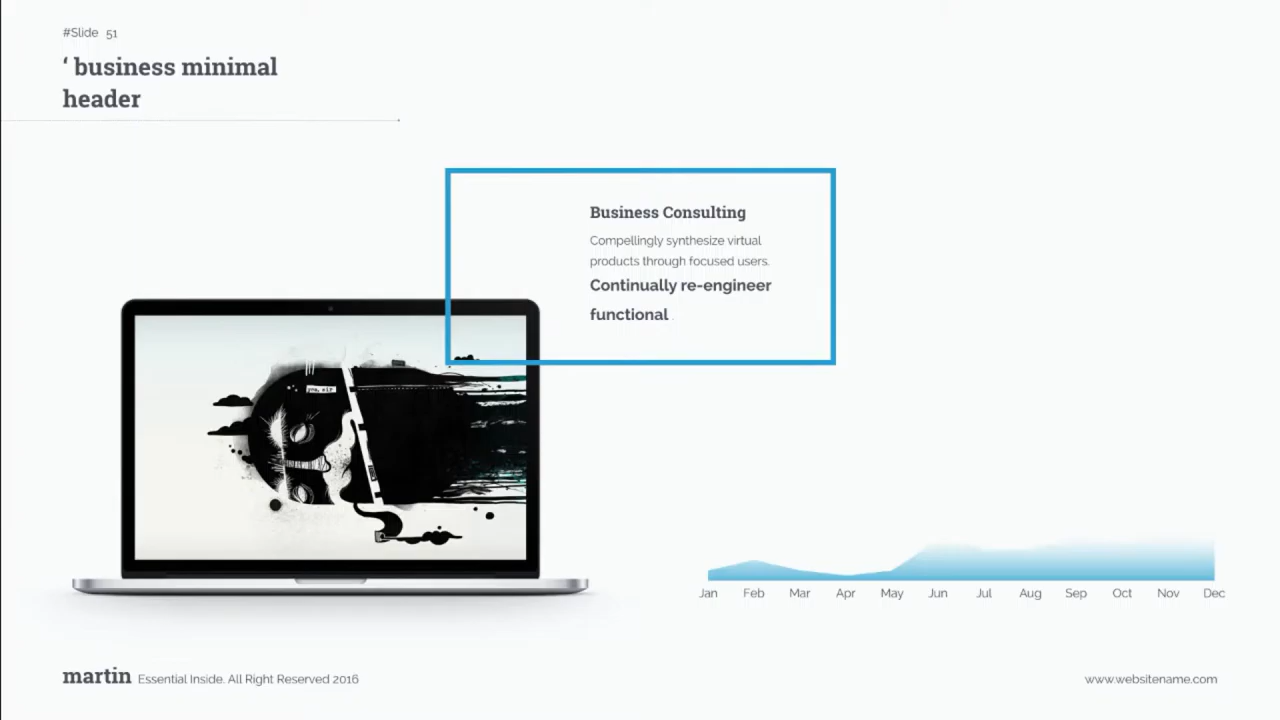 #Slide 51
‘ business minimal
header
Business Consulting
Compellingly synthesize virtual
products through focused users.
Continually re-engineer
functional .
you, sir
Jan Feb Mar Apr May Jun Jul Aug Sep Oct Nov Dec
martin Essential Inside. All Right Reserved 2016
www.websitename.com